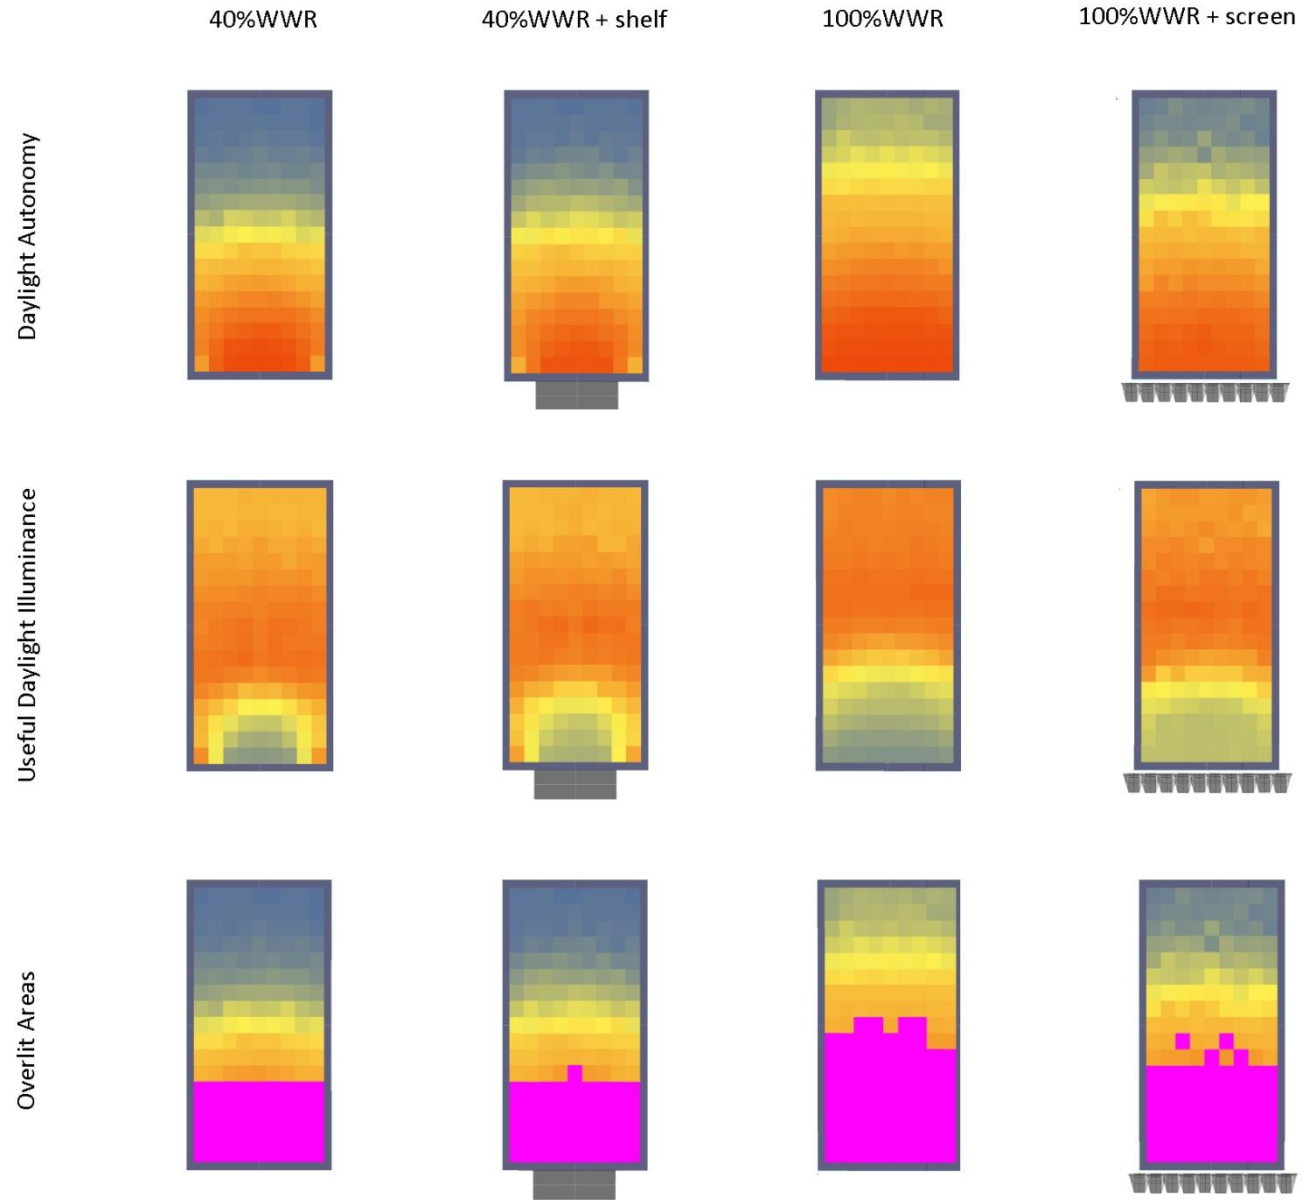 40%WWR
40%WWR + shelf
100%WWR
100%WWR + screen
Daylight Autonomy
Useful Daylight Illuminance
Overlit Areas